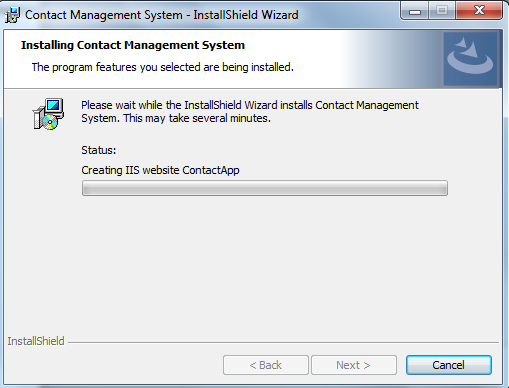 Contact Management System - InstallShield Wizard
Installing Contact Management System
The program features you selected are being installed.
Please wait while the InstallShield Wizard installs Contact Management
System. This may take several minutes.
Status:
Creating IIS website ContactApp
InstallShield
< Back
Next >
Cancel